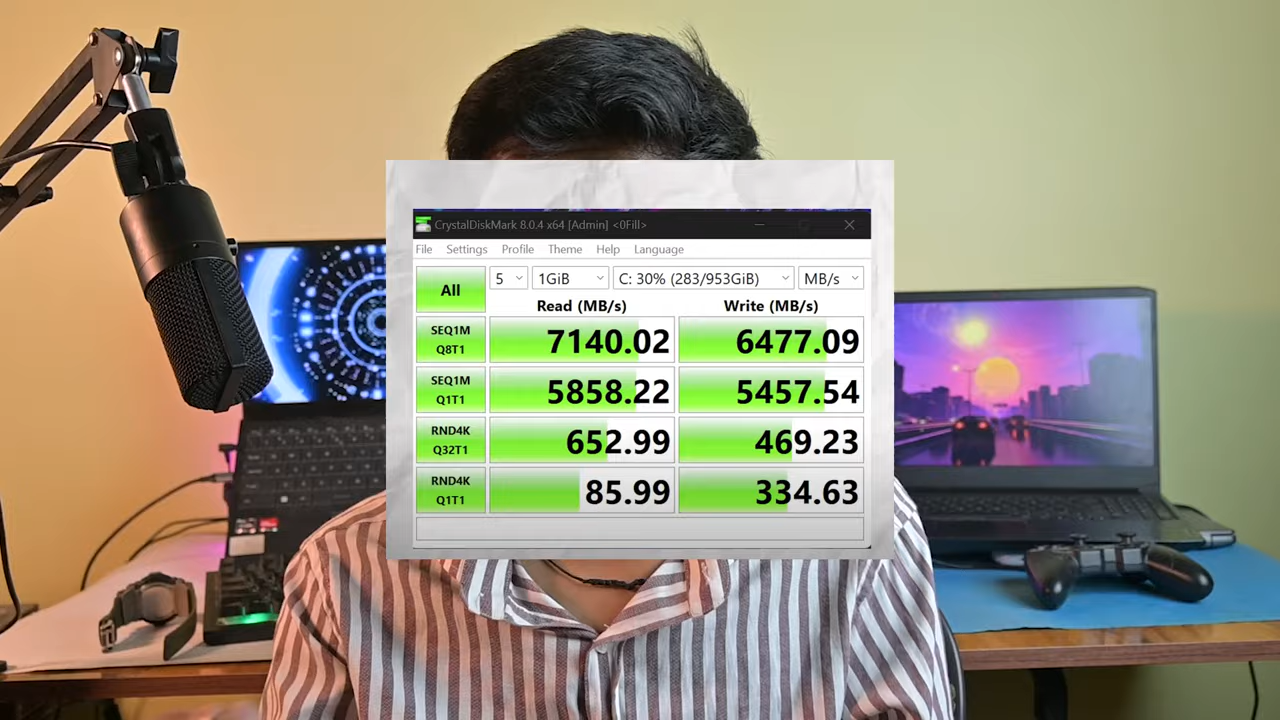 CrystalDiskMark 8.0.4 x64 [Admin] <0Fill>
File Settings Profile Theme Help Language
All 5 1GiB C: 30% (283/953GiB) MB/s
Read (MB/s) Write (MB/s)
SEQ1M Q8T1 7140.02 6477.09
SEQ1M Q1T1 5858.22 5457.54
RND4K Q32T1 652.99 469.23
RND4K Q1T1 85.99 334.63